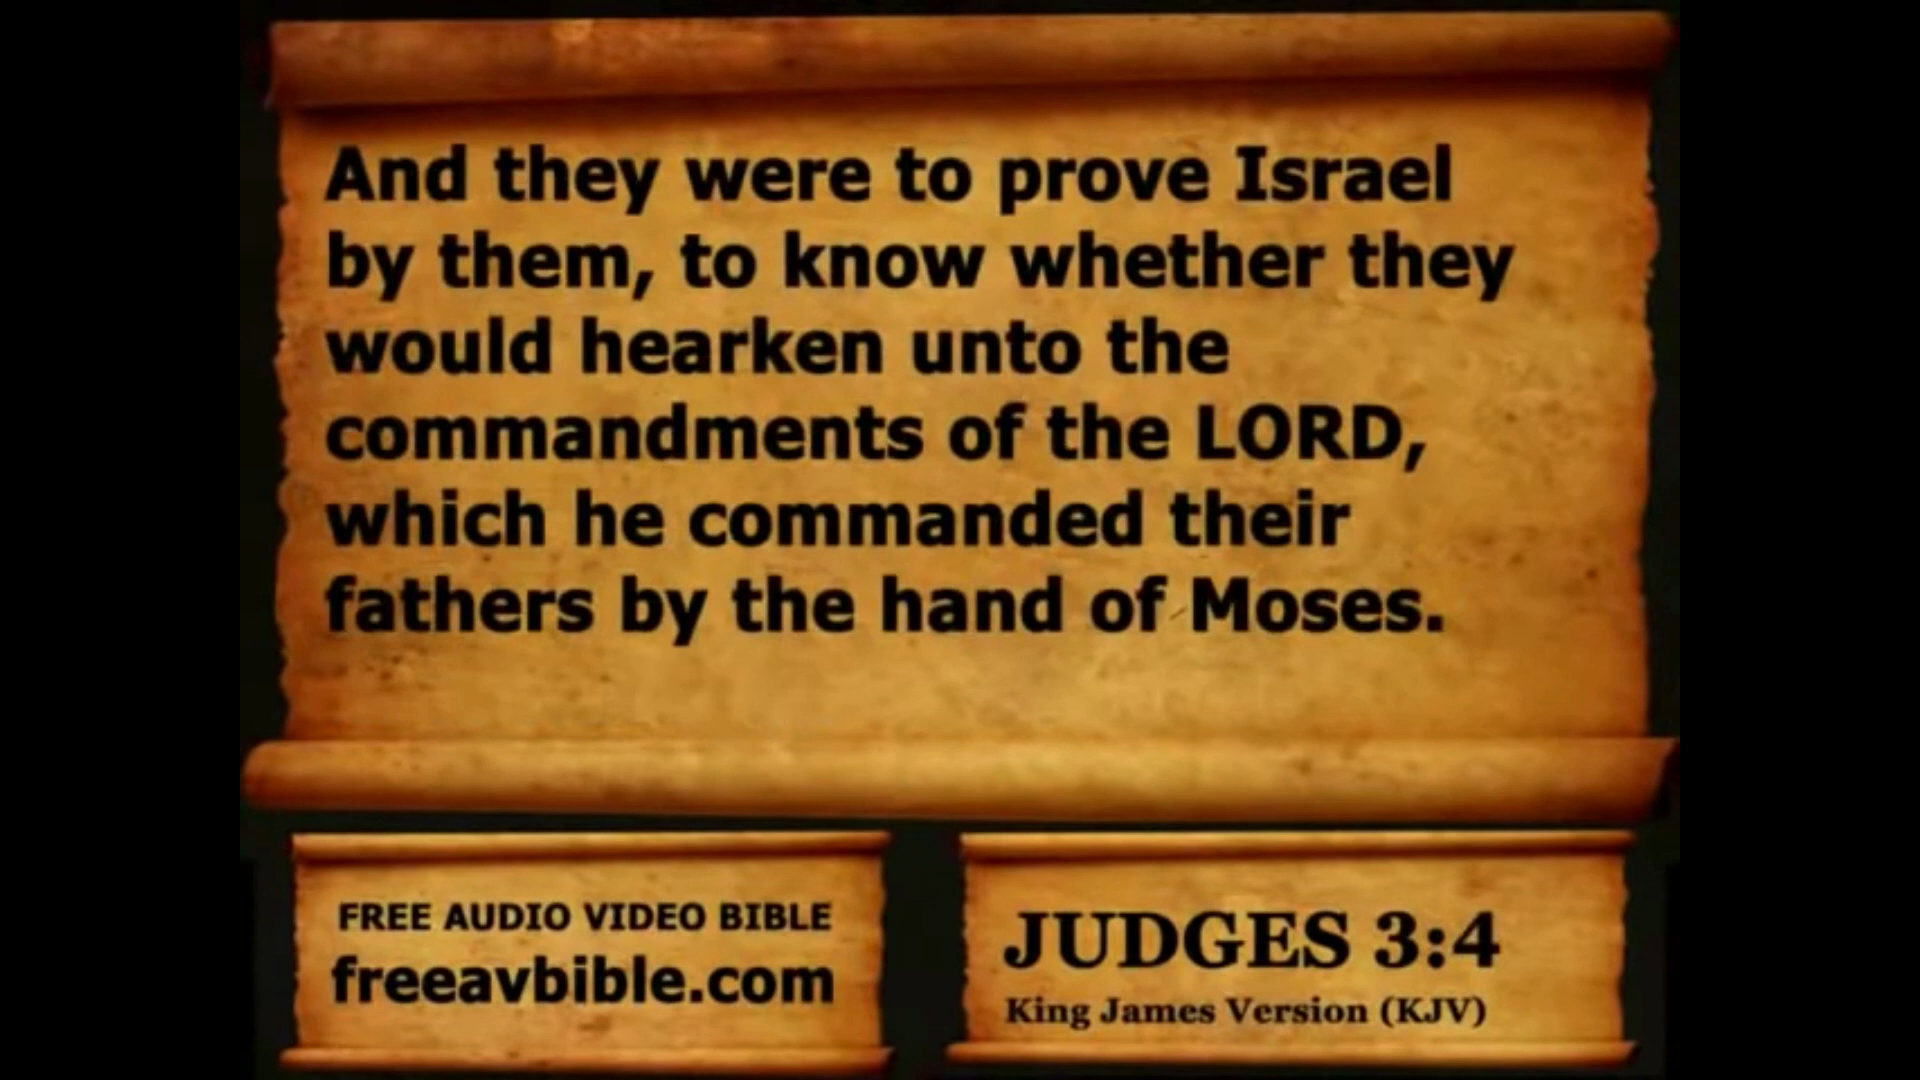 And they were to prove Israel
by them, to know whether they
would hearken unto the
commandments of the LORD,
which he commanded their
fathers by the hand of Moses.
FREE AUDIO VIDEO BIBLE
freeavbible.com
JUDGES 3:4
King James Version (KJV)